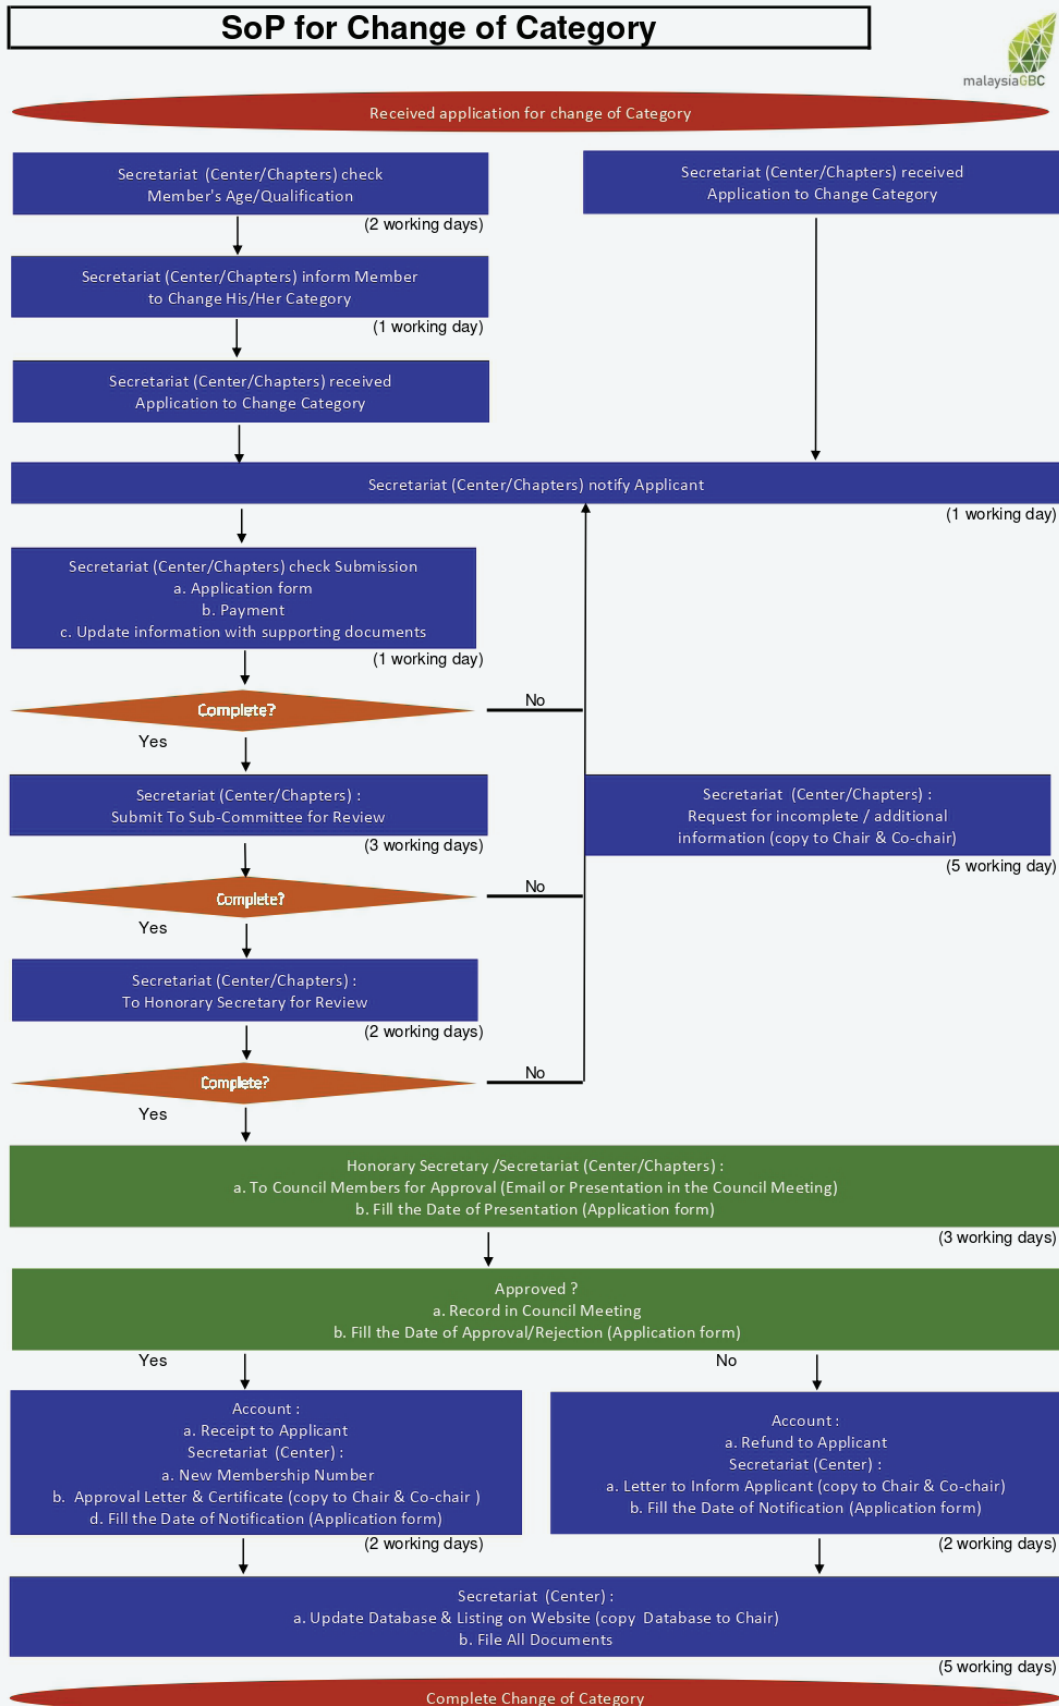 SoP for Change of Category
malaysiaGBC
Received application for change of Category
Secretariat (Center/Chapters) check
Member's Age/Qualification
(2 working days)
Secretariat (Center/Chapters) received
Application to Change Category
Secretariat (Center/Chapters) inform Member
to Change His/Her Category
(1 working day)
Secretariat (Center/Chapters) received
Application to Change Category
Secretariat (Center/Chapters) notify Applicant
(1 working day)
Secretariat (Center/Chapters) check Submission
a. Application form
b. Payment
c. Update information with supporting documents
(1 working day)
Complete?
No
Yes
Secretariat (Center/Chapters) :
Submit To Sub-Committee for Review
(3 working days)
Secretariat (Center/Chapters) :
Request for incomplete / additional
information (copy to Chair & Co-chair)
(5 working day)
Complete?
No
Yes
Secretariat (Center/Chapters) :
To Honorary Secretary for Review
(2 working days)
Complete?
No
Yes
Honorary Secretary /Secretariat (Center/Chapters) :
a. To Council Members for Approval (Email or Presentation in the Council Meeting)
b. Fill the Date of Presentation (Application form)
(3 working days)
Approved ?
a. Record in Council Meeting
b. Fill the Date of Approval/Rejection (Application form)
Yes
No
Account :
a. Receipt to Applicant
Secretariat (Center) :
a. New Membership Number
b. Approval Letter & Certificate (copy to Chair & Co-chair )
d. Fill the Date of Notification (Application form)
(2 working days)
Account :
a. Refund to Applicant
Secretariat (Center) :
a. Letter to Inform Applicant (copy to Chair & Co-chair)
b. Fill the Date of Notification (Application form)
(2 working days)
Secretariat (Center) :
a. Update Database & Listing on Website (copy Database to Chair)
b. File All Documents
(5 working days)
Complete Change of Category